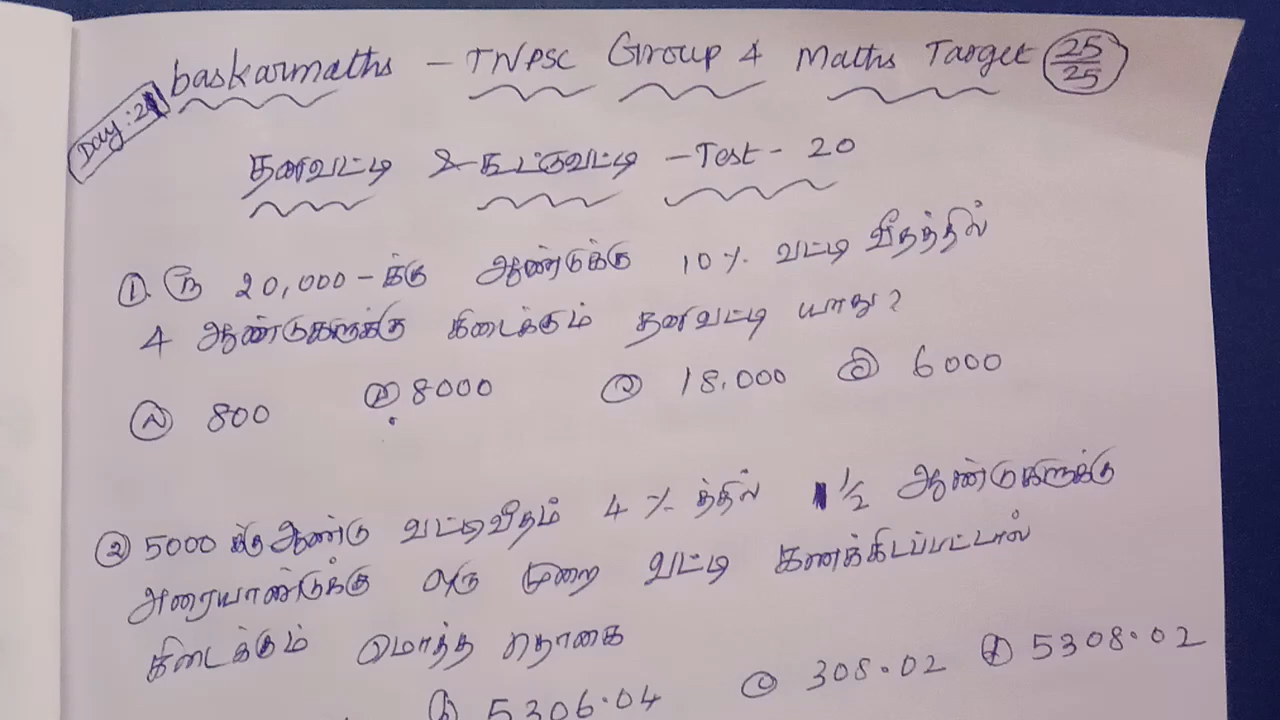 Day: 21 baskarmaths - TNPSC Group 4 Maths Target 25/25
தனிவட்டி & கூட்டுவட்டி - Test - 20
①. ரூ 20,000-க்கு ஆண்டுக்கு 10% வட்டி வீதத்தில்
4 ஆண்டுகளுக்கு கிடைக்கும் தனிவட்டி யாது?
Ⓐ 800 Ⓑ 8000 Ⓒ 18,000 Ⓓ 6000
② 5000 க்கு ஆண்டு வட்டிவீதம் 4% த்தில் 1 1/2 ஆண்டுகளுக்கு
அரையாண்டுக்கு ஒரு முறை வட்டி கணக்கிடப்பட்டால்
கிடைக்கும் மொத்த தொகை
5306.04 Ⓒ 308.02 5308.02